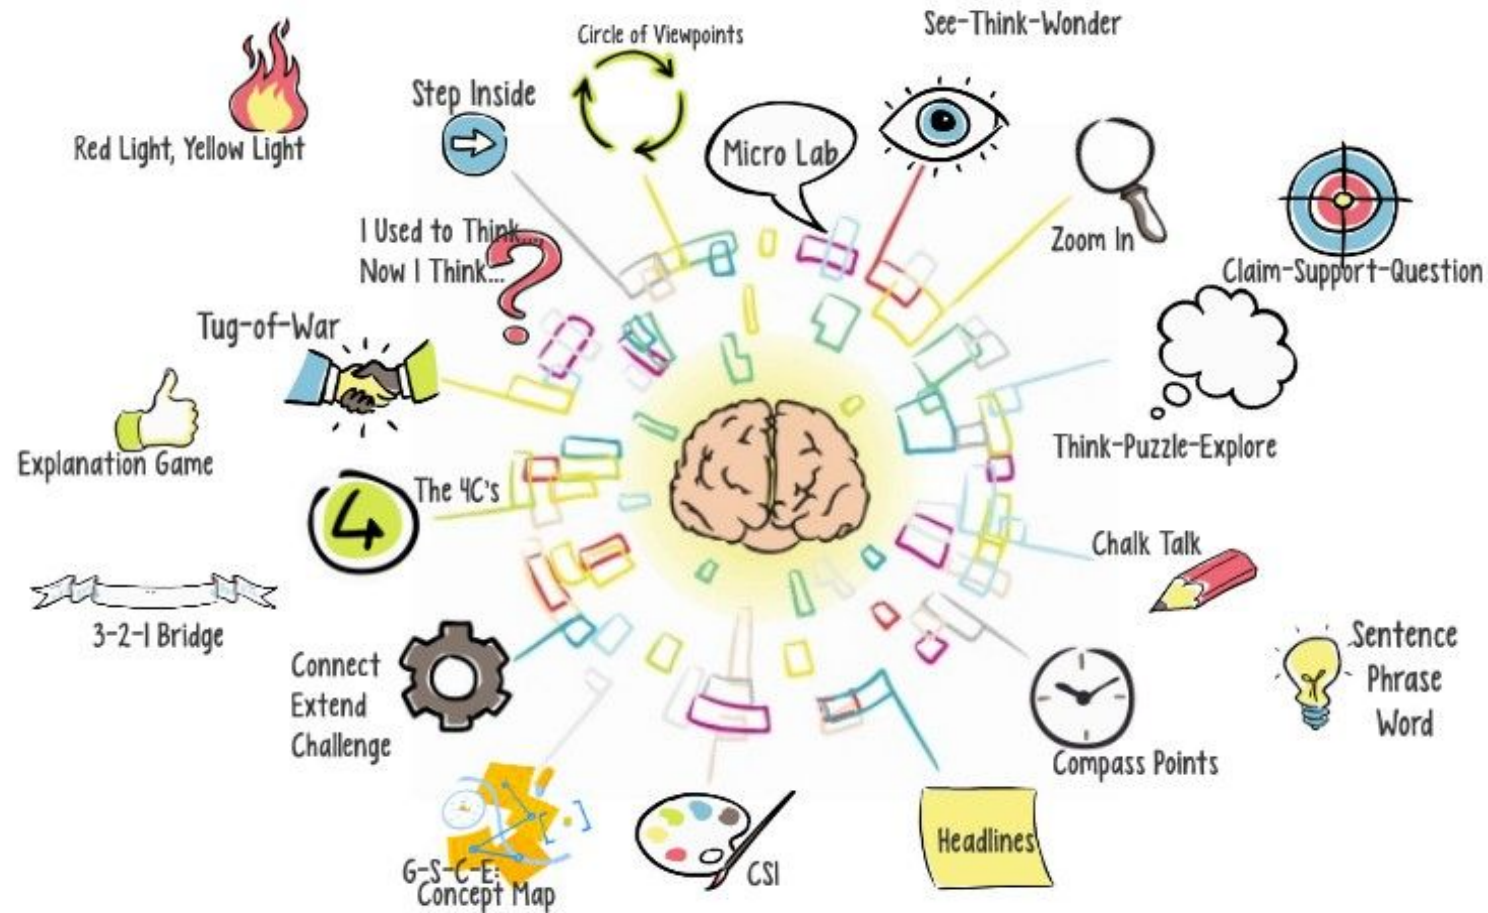 See-Think-Wonder
Circle of Viewpoints
Step Inside
Red Light, Yellow Light
Micro Lab
I Used to Think...
Now I Think...
Zoom In
Claim-Support-Question
Tug-of-War
Explanation Game
The 4C's
4
Think-Puzzle-Explore
Chalk Talk
3-2-1 Bridge
Connect
Extend
Challenge
Sentence
Phrase
Word
Compass Points
Headlines
G-S-C-E:
Concept Map
CSI